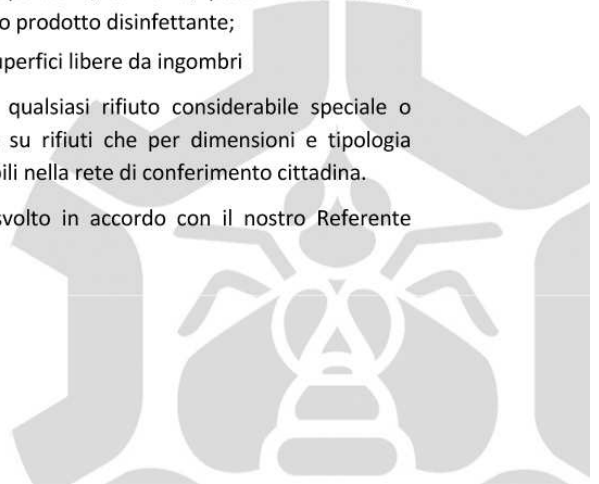 o prodotto disinfettante;
uperfici libere da ingombri
qualsiasi rifiuto considerabile speciale o
su rifiuti che per dimensioni e tipologia
bili nella rete di conferimento cittadina.
svolto in accordo con il nostro Referente